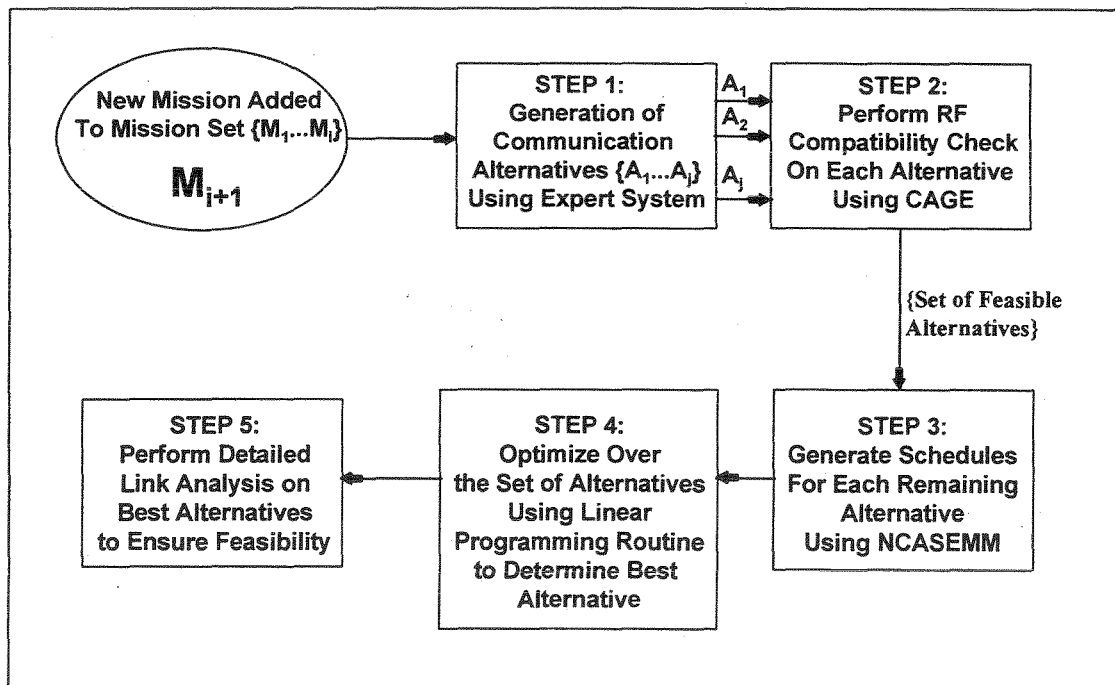 New Mission Added
To Mission Set {M₁...Mᵢ}
Mᵢ₊₁
STEP 1:
Generation of
Communication
Alternatives {A₁...Aⱼ}
Using Expert System
A₁
A₂
Aⱼ
STEP 2:
Perform RF
Compatibility Check
On Each Alternative
Using CAGE
{Set of Feasible
Alternatives}
STEP 3:
Generate Schedules
For Each Remaining
Alternative
Using NCASEMM
STEP 4:
Optimize Over
the Set of Alternatives
Using Linear
Programming Routine
to Determine Best
Alternative
STEP 5:
Perform Detailed
Link Analysis on
Best Alternatives
to Ensure Feasibility